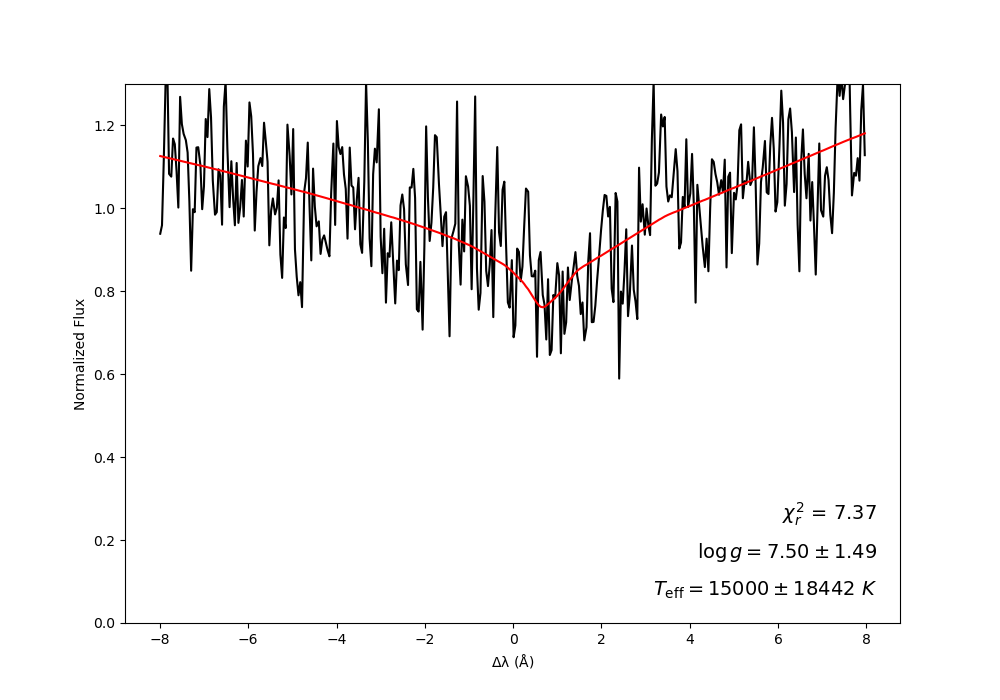 Normalized Flux
1.2
1.0
0.8
0.6
0.4
0.2
0.0
χ²ᵣ = 7.37
log g = 7.50 ± 1.49
T_eff = 15000 ± 18442 K
−8 −6 −4 −2 0 2 4 6 8
Δλ (Å)